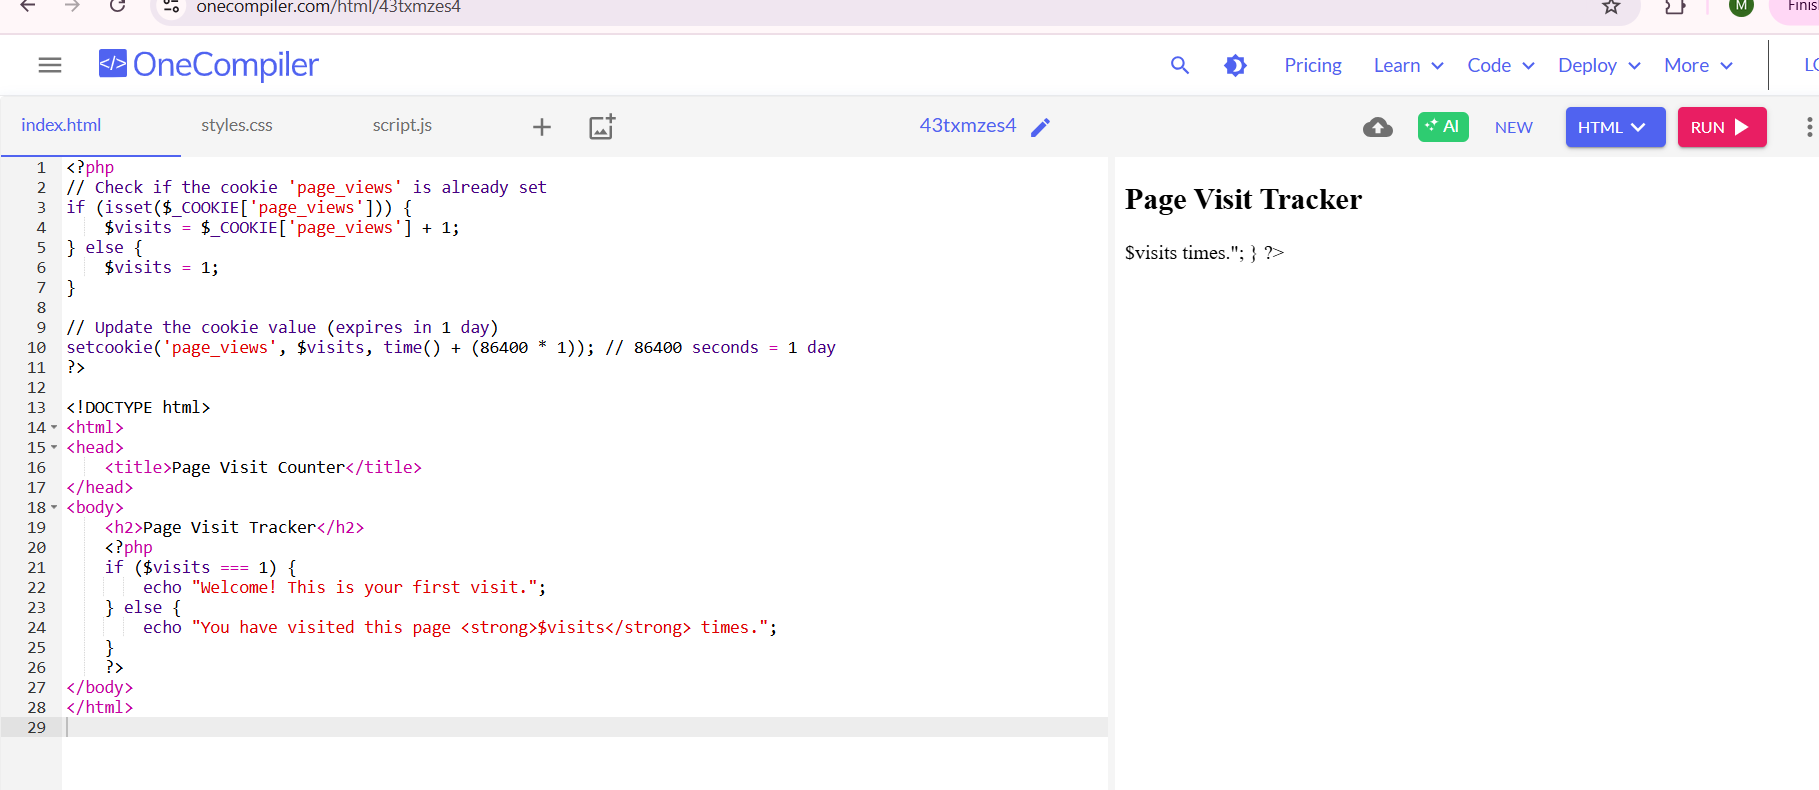 onecompiler.com/html/43txmzes4
M
</> OneCompiler
Pricing Learn Code Deploy More
index.html styles.css script.js
43txmzes4
AI NEW HTML RUN
1 <?php
2 // Check if the cookie 'page_views' is already set
3 if (isset($_COOKIE['page_views'])) {
4     $visits = $_COOKIE['page_views'] + 1;
5 } else {
6     $visits = 1;
7 }
8
9 // Update the cookie value (expires in 1 day)
10 setcookie('page_views', $visits, time() + (86400 * 1)); // 86400 seconds = 1 day
11 ?>
12
13 <!DOCTYPE html>
14 <html>
15 <head>
16     <title>Page Visit Counter</title>
17 </head>
18 <body>
19     <h2>Page Visit Tracker</h2>
20     <?php
21     if ($visits === 1) {
22         echo "Welcome! This is your first visit.";
23     } else {
24         echo "You have visited this page <strong>$visits</strong> times.";
25     }
26     ?>
27 </body>
28 </html>
29
Page Visit Tracker
$visits times."; } ?>